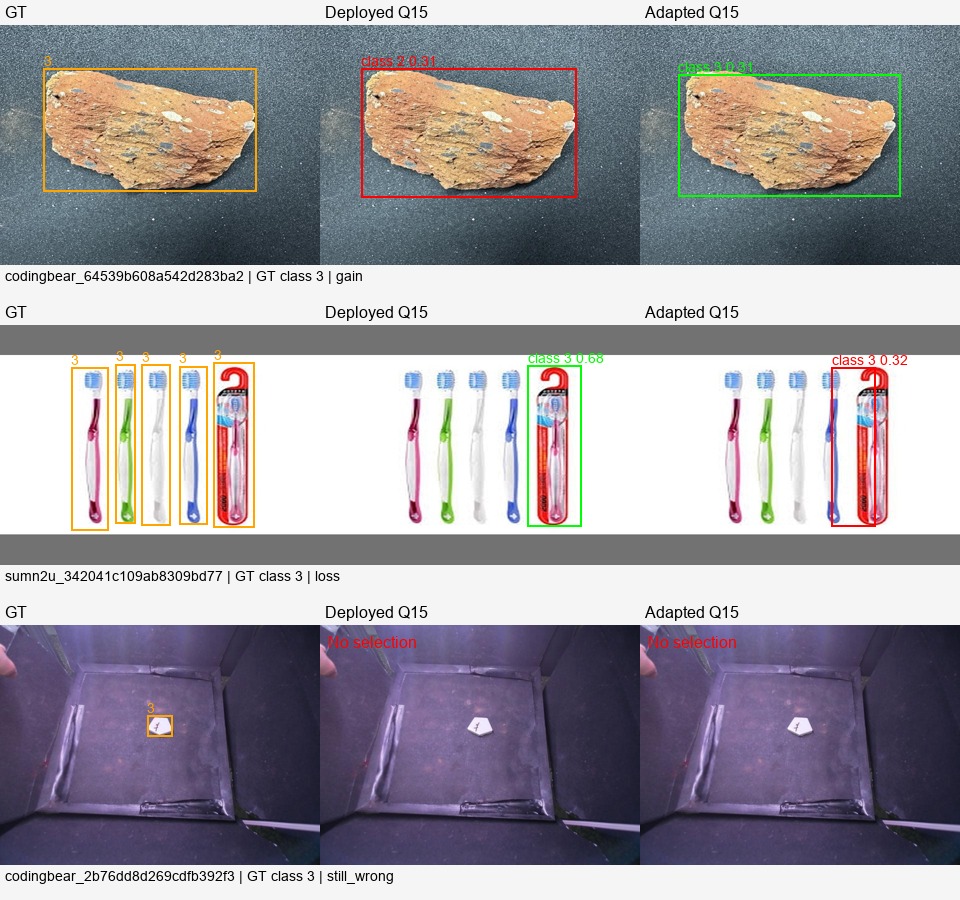 GT Deployed Q15 Adapted Q15
3 class 2 0.31 class 3 0.31
codingbear_64539b608a542d283ba2 | GT class 3 | gain
GT Deployed Q15 Adapted Q15
3 3 3 3 3 class 3 0.68 class 3 0.32
sumn2u_342041c109ab8309bd77 | GT class 3 | loss
GT Deployed Q15 Adapted Q15
No selection No selection
3
codingbear_2b76dd8d269cdfb392f3 | GT class 3 | still_wrong